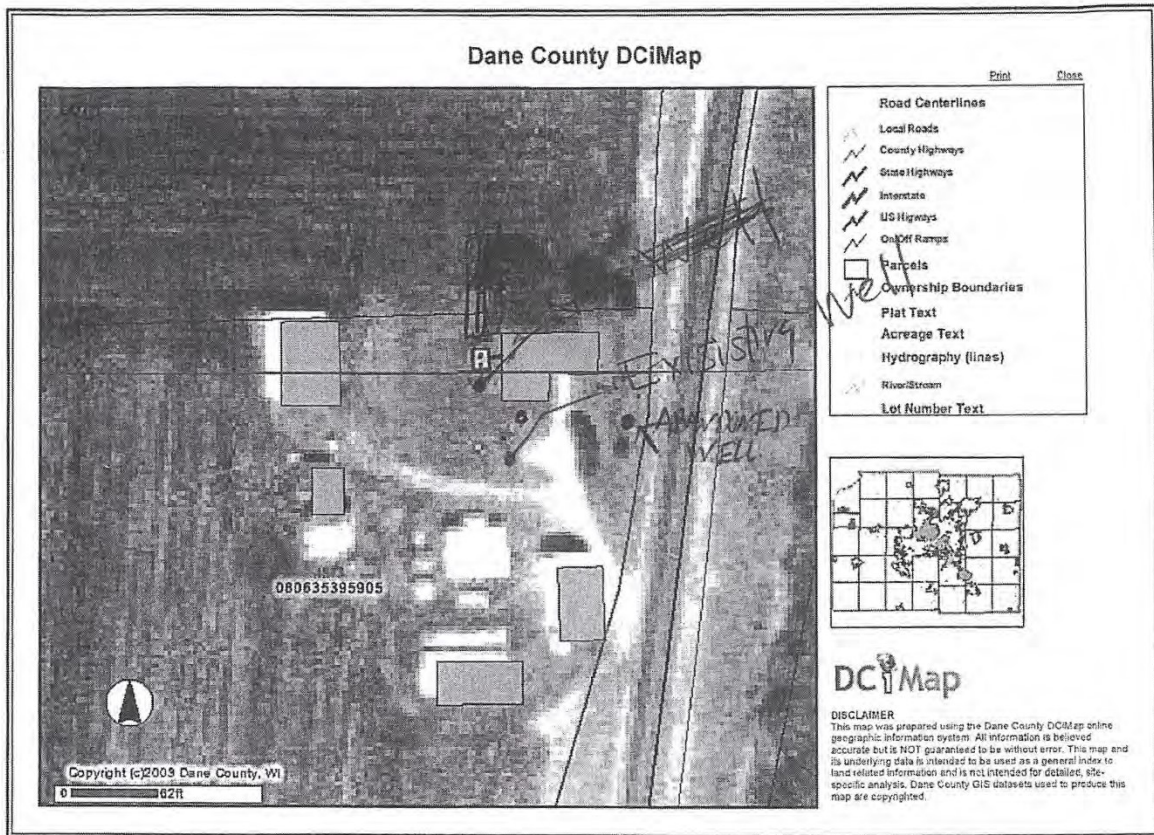 Dane County DCiMap
Print Close
Road Centerlines
Local Roads
County Highways
State Highways
Interstate
US Higways
On/Off Ramps
Parcels
Ownership Boundaries
Plat Text
Acreage Text
Hydrography (lines)
River/Stream
Lot Number Text
Well
Exisisting Well
ABANDONED
WELL
080635395905
Copyright (c)2003 Dane County, WI
0 62ft
DCiMap
DISCLAIMER
This map was prepared using the Dane County DCiMap online
geographic information system. All information is believed
accurate but is NOT guaranteed to be without error. This map and
its underlying data is intended to be used as a general index to
land related information and is not intended for detailed, site-
specific analysis. Dane County GIS datasets used to produce this
map are copyrighted.